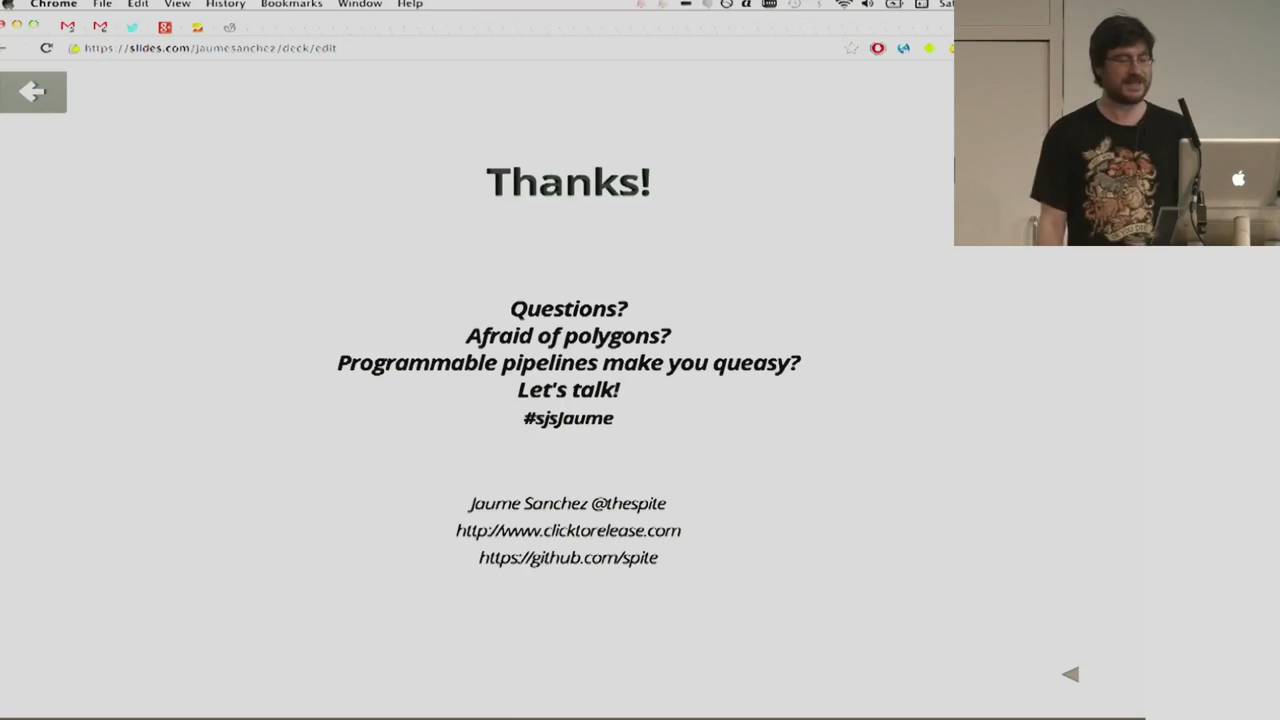 Chrome File Edit View History Bookmarks Window Help
https://slides.com/jaumesanchez/deck/edit
Thanks!
Questions?
Afraid of polygons?
Programmable pipelines make you queasy?
Let's talk!
#sjsJaume
Jaume Sanchez @thespite
http://www.clicktorelease.com
https://github.com/spite